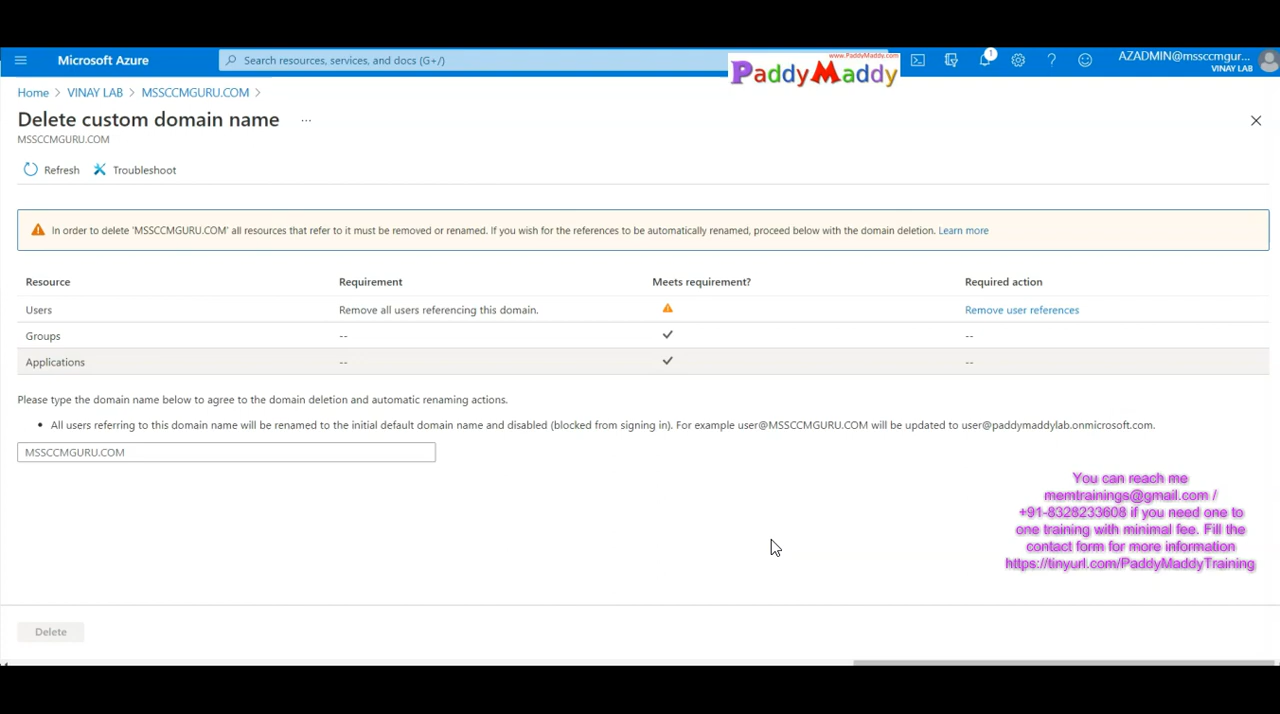 Microsoft Azure
Search resources, services, and docs (G+/)
www.PaddyMaddy.com
PaddyMaddy
1
AZADMIN@mssccmgur...
VINAY LAB
Home > VINAY LAB > MSSCCMGURU.COM >
Delete custom domain name ...
MSSCCMGURU.COM
Refresh Troubleshoot
In order to delete 'MSSCCMGURU.COM' all resources that refer to it must be removed or renamed. If you wish for the references to be automatically renamed, proceed below with the domain deletion. Learn more
Resource Requirement Meets requirement? Required action
Users Remove all users referencing this domain. Remove user references
Groups -- --
Applications -- --
Please type the domain name below to agree to the domain deletion and automatic renaming actions.
• All users referring to this domain name will be renamed to the initial default domain name and disabled (blocked from signing in). For example user@MSSCCMGURU.COM will be updated to user@paddymaddylab.onmicrosoft.com.
MSSCCMGURU.COM
You can reach me
memtrainings@gmail.com /
+91-8328233608 if you need one to
one training with minimal fee. Fill the
contact form for more information
https://tinyurl.com/PaddyMaddyTraining
Delete